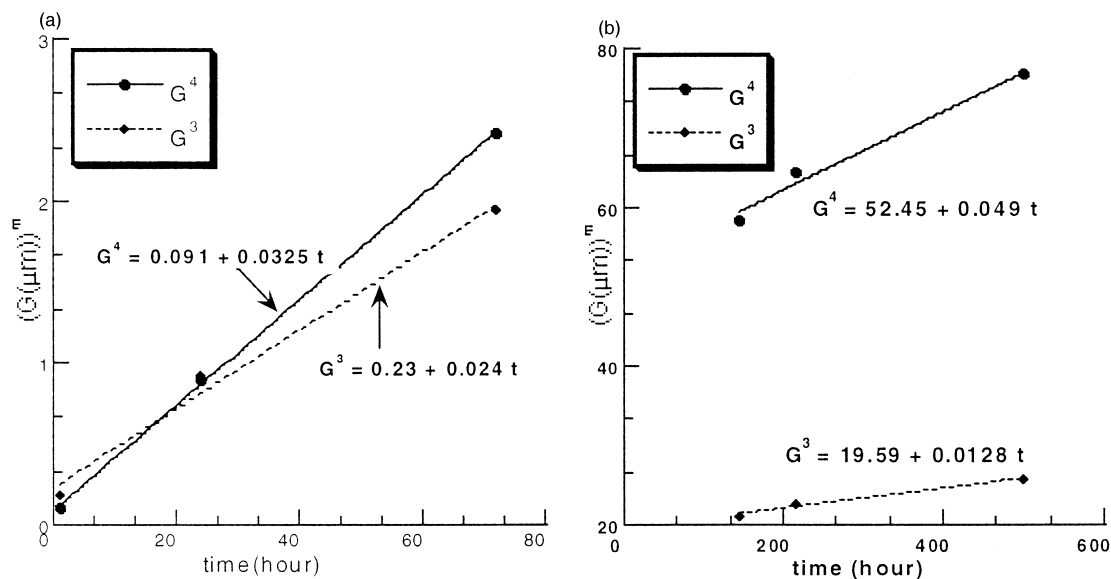 (a)
3
2
1
0
(G(μm))ᵐ
G⁴
G³
G⁴ = 0.091 + 0.0325 t
G³ = 0.23 + 0.024 t
0 20 40 60 80
time(hour)
(b)
80
60
40
20
(G(μm))ᵐ
G⁴
G³
G⁴ = 52.45 + 0.049 t
G³ = 19.59 + 0.0128 t
0 200 400 600
time (hour)